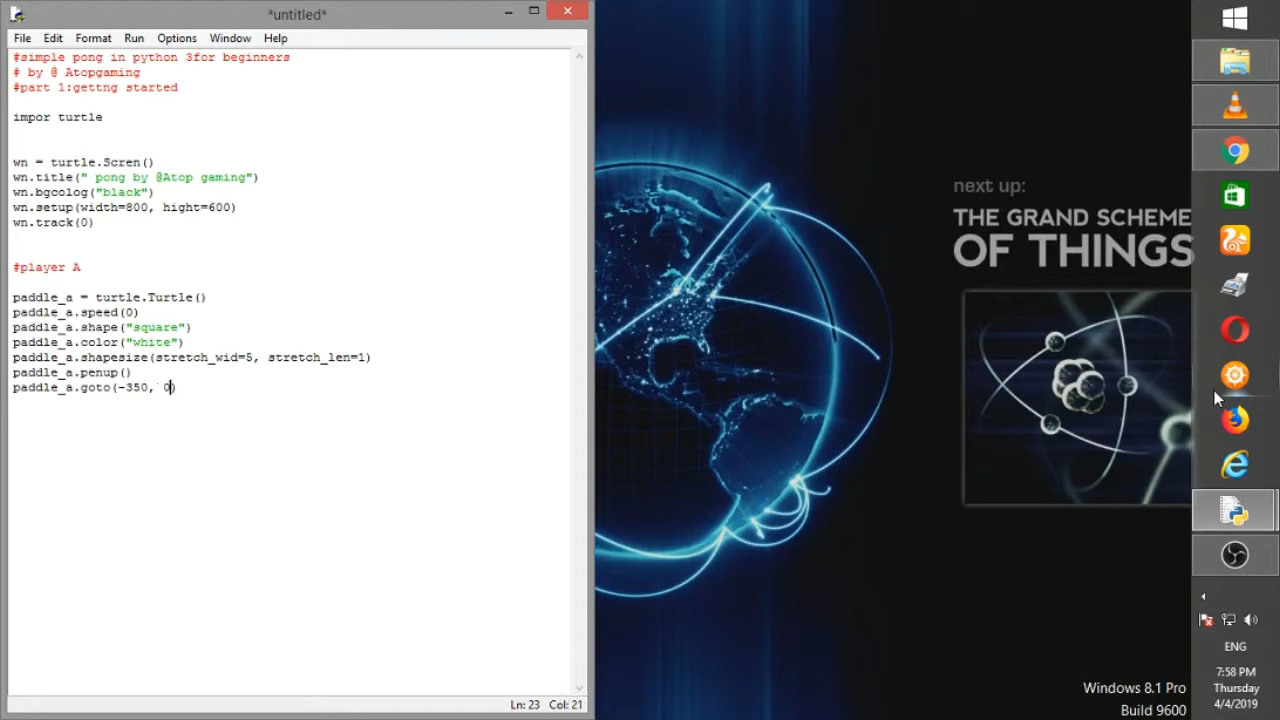 *untitled*
File Edit Format Run Options Window Help
#simple pong in python 3for beginners
# by @ Atopgaming
#part 1:gettng started
impor turtle
wn = turtle.Scren()
wn.title(" pong by @Atop gaming")
wn.bgcolog("black")
wn.setup(width=800, hight=600)
wn.track(0)
#player A
paddle_a = turtle.Turtle()
paddle_a.speed(0)
paddle_a.shape("square")
paddle_a.color("white")
paddle_a.shapesize(stretch_wid=5, stretch_len=1)
paddle_a.penup()
paddle_a.goto(-350, 0)
Ln: 23 Col: 21
next up:
THE GRAND SCHEME
OF THINGS
ENG
7:58 PM
Thursday
4/4/2019
Windows 8.1 Pro
Build 9600